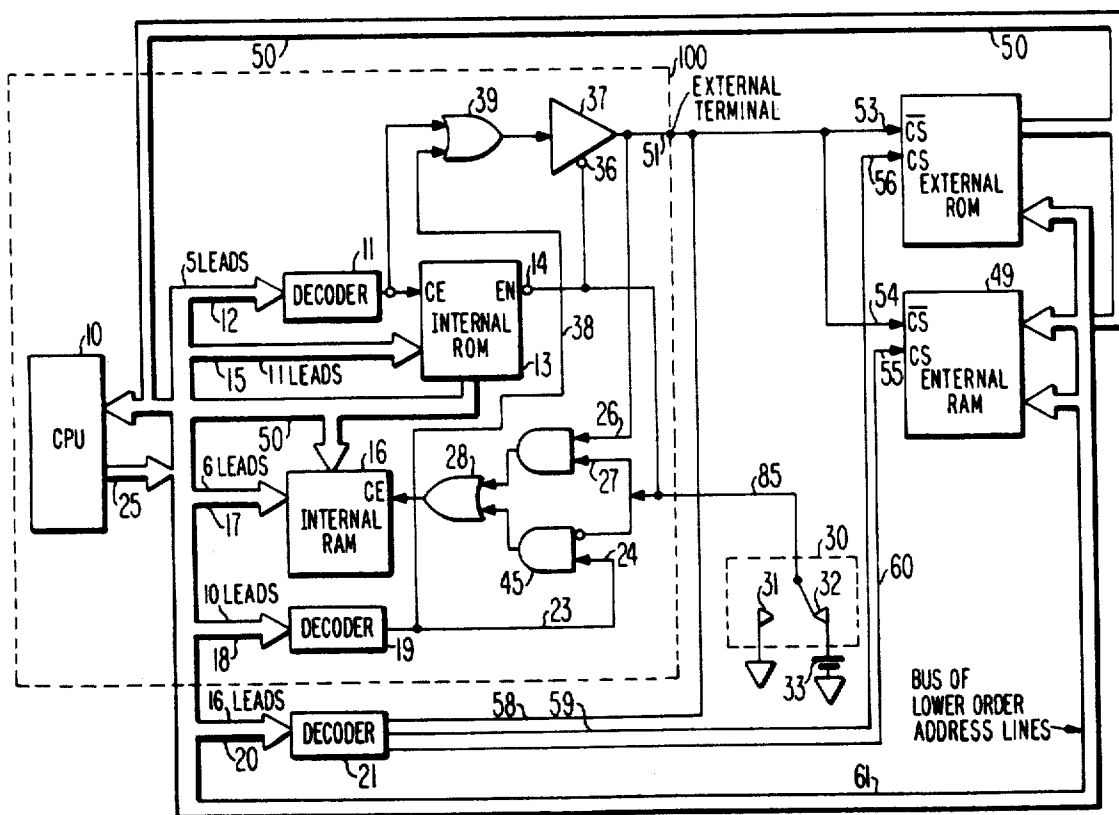 50
50
100
39
37
EXTERNAL
TERMINAL
53
CS
CS
56
EXTERNAL
ROM
51
36
5 LEADS
11
DECODER
12
CE
EN
14
INTERNAL
ROM
13
38
54
49
CS
CS
55
ENTERNAL
RAM
10
CPU
15
11 LEADS
25
50
16
28
26
27
6 LEADS
CE
INTERNAL
RAM
17
85
45
24
30
31
32
33
60
10 LEADS
DECODER
18
19
23
16 LEADS
58
59
DECODER
20
21
BUS OF
LOWER ORDER
ADDRESS LINES
61